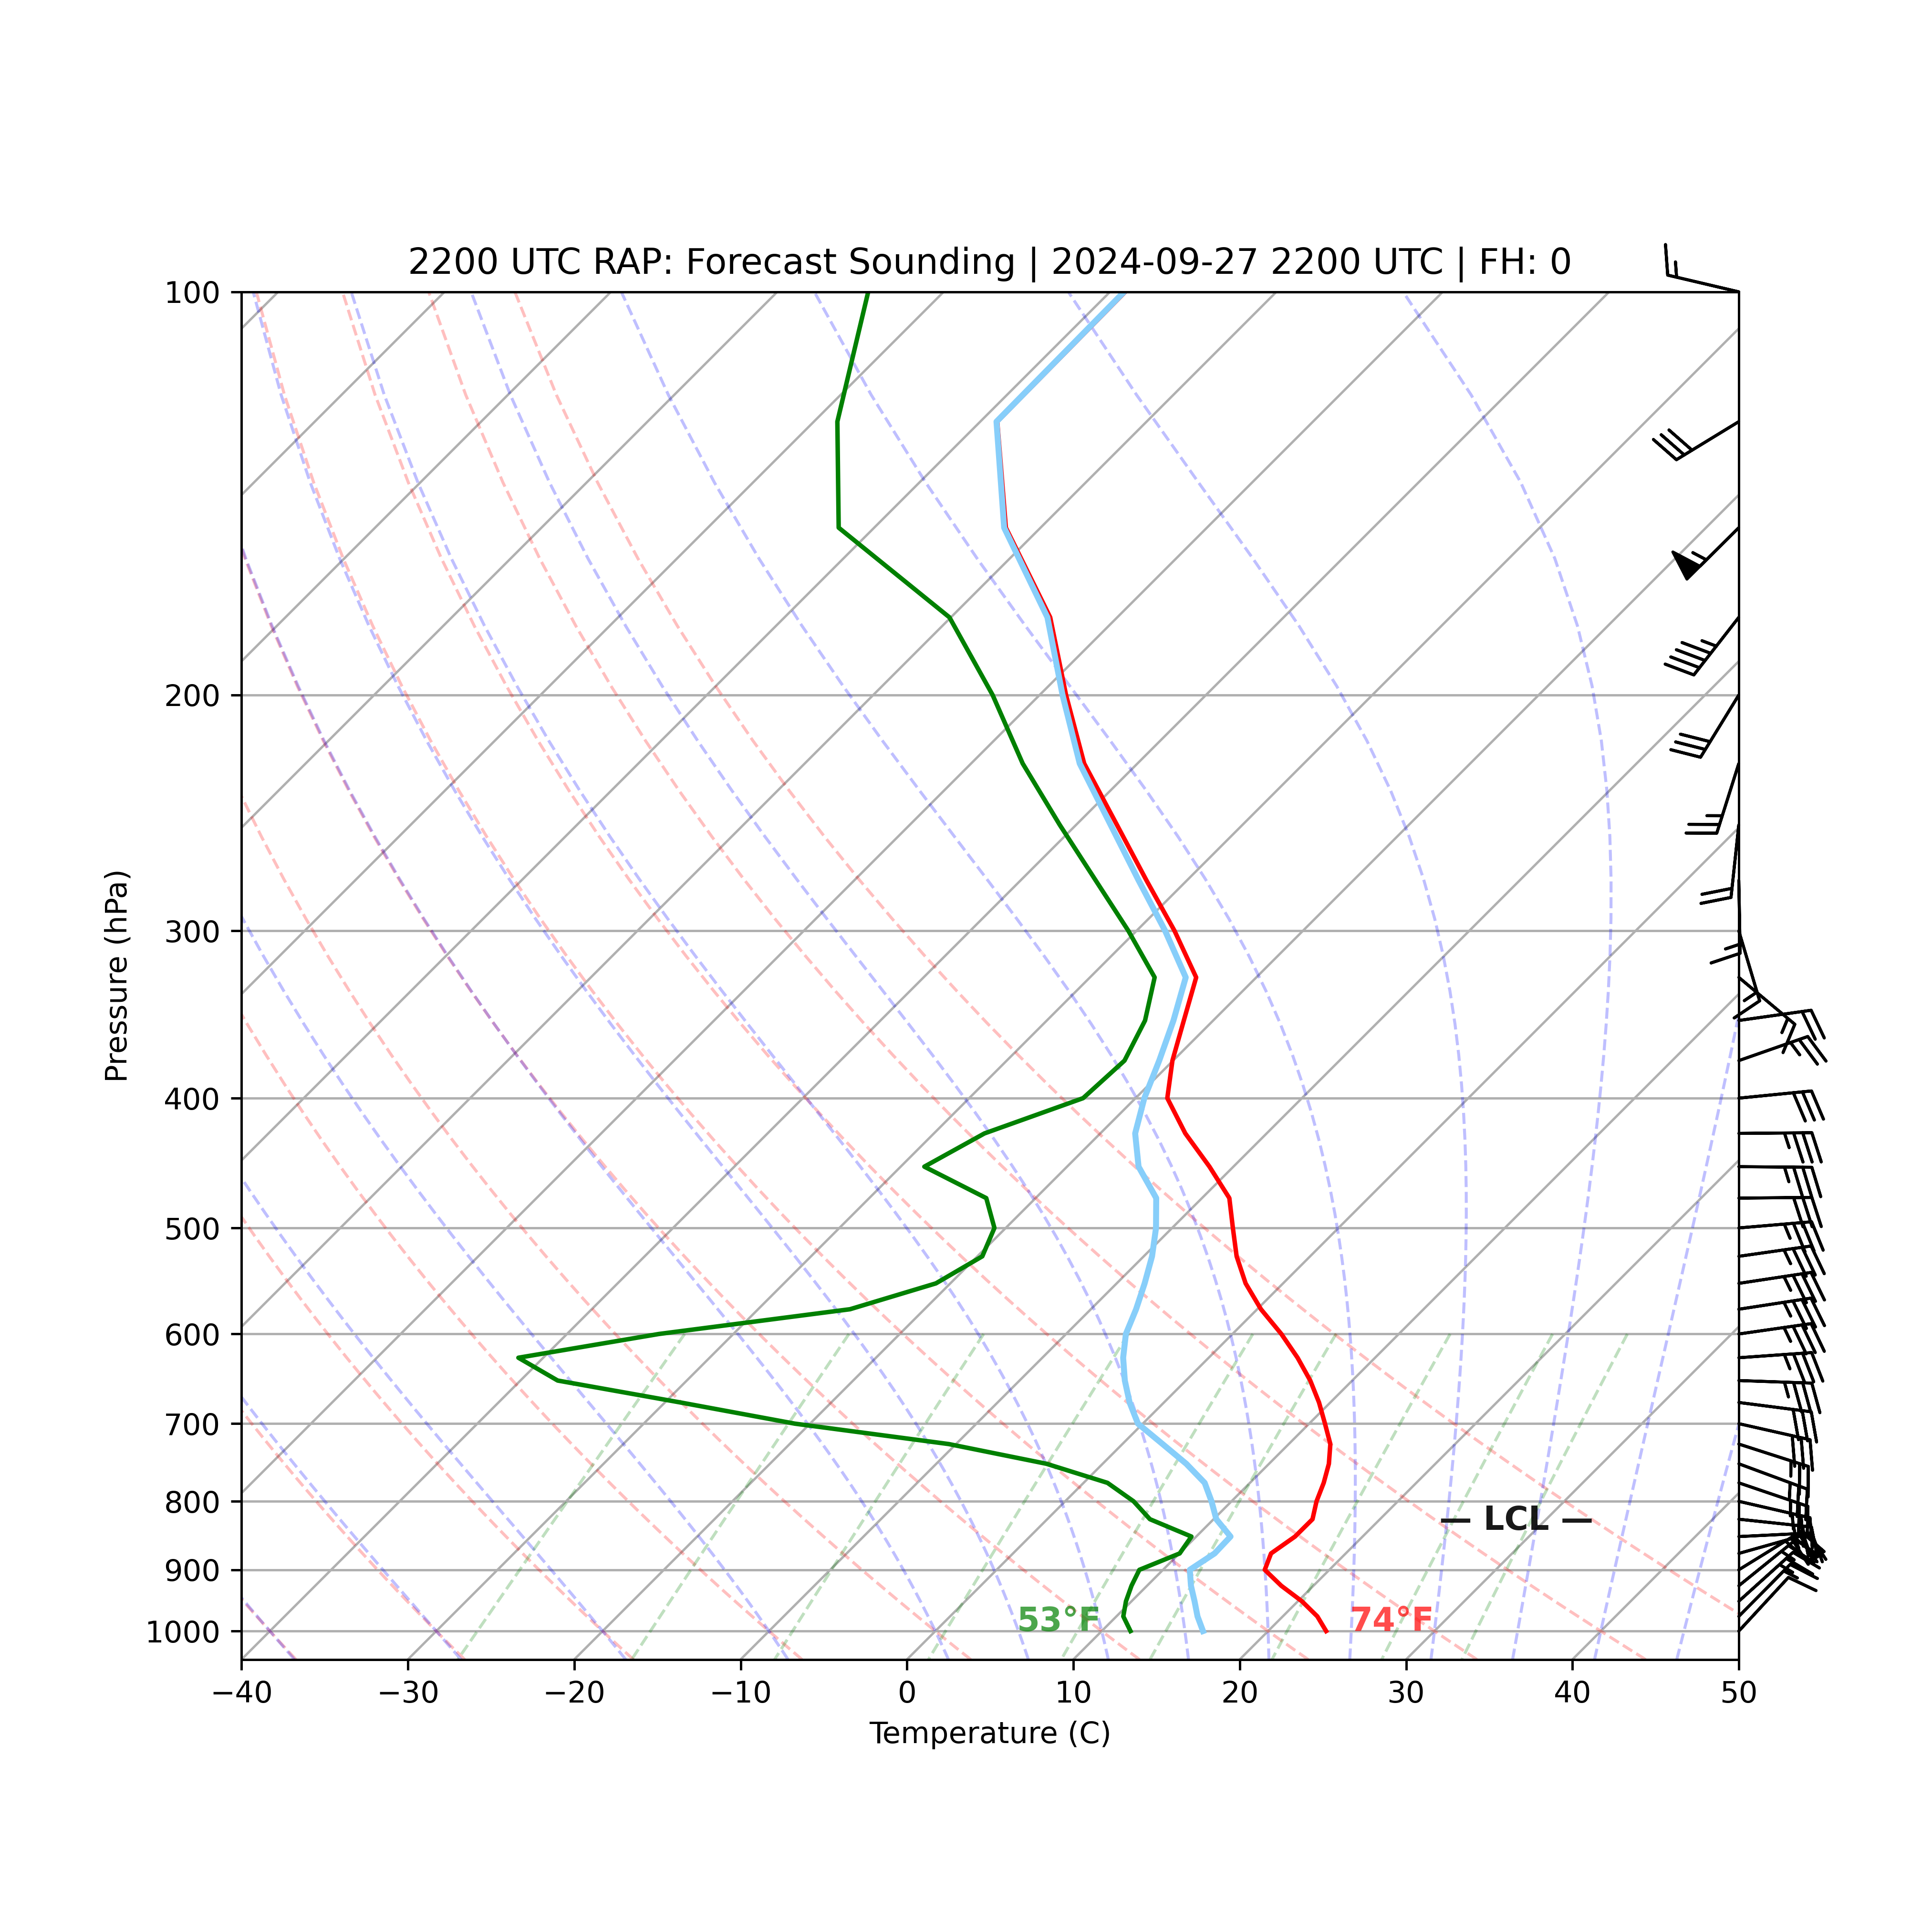 2200 UTC RAP: Forecast Sounding | 2024-09-27 2200 UTC | FH: 0
100
200
300
400
500
600
700
800
900
1000
Pressure (hPa)
— LCL —
53°F
74°F
−40 −30 −20 −10 0 10 20 30 40 50
Temperature (C)